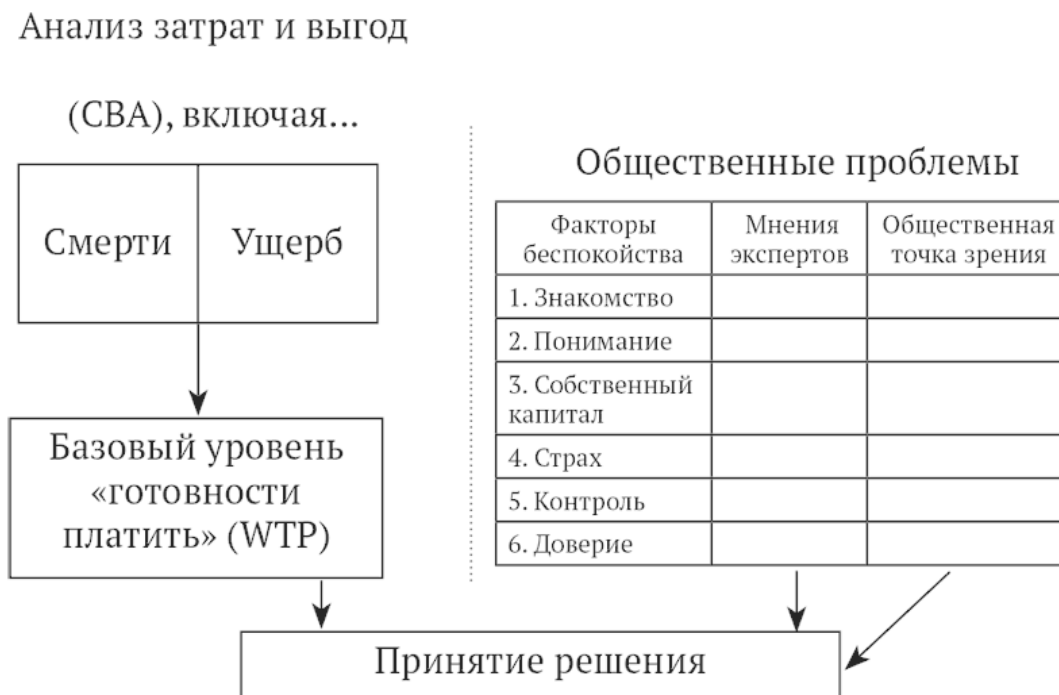 Анализ затрат и выгод
(CBA), включая...
Смерти
Ущерб
Базовый уровень
«готовности
платить» (WTP)
Общественные проблемы
Факторы
беспокойства
Мнения
экспертов
Общественная
точка зрения
1. Знакомство
2. Понимание
3. Собственный
капитал
4. Страх
5. Контроль
6. Доверие
Принятие решения